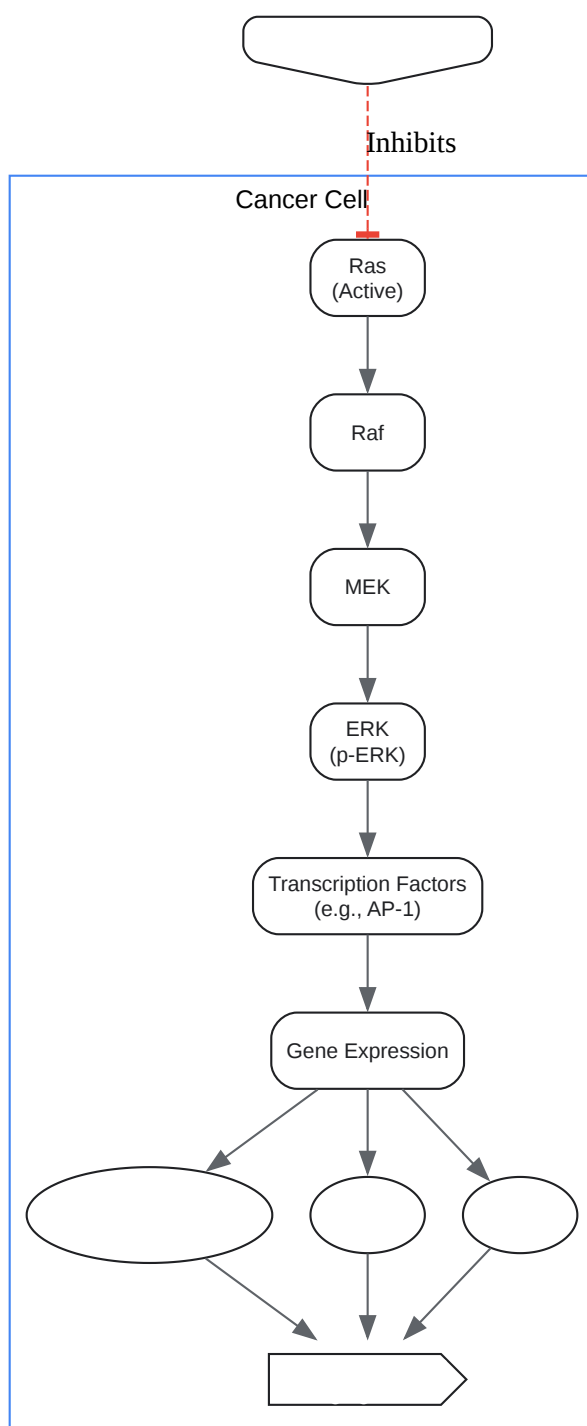 Inhibits
Cancer Cell
Ras
(Active)
Raf
MEK
ERK
(p-ERK)
Transcription Factors
(e.g., AP-1)
Gene Expression